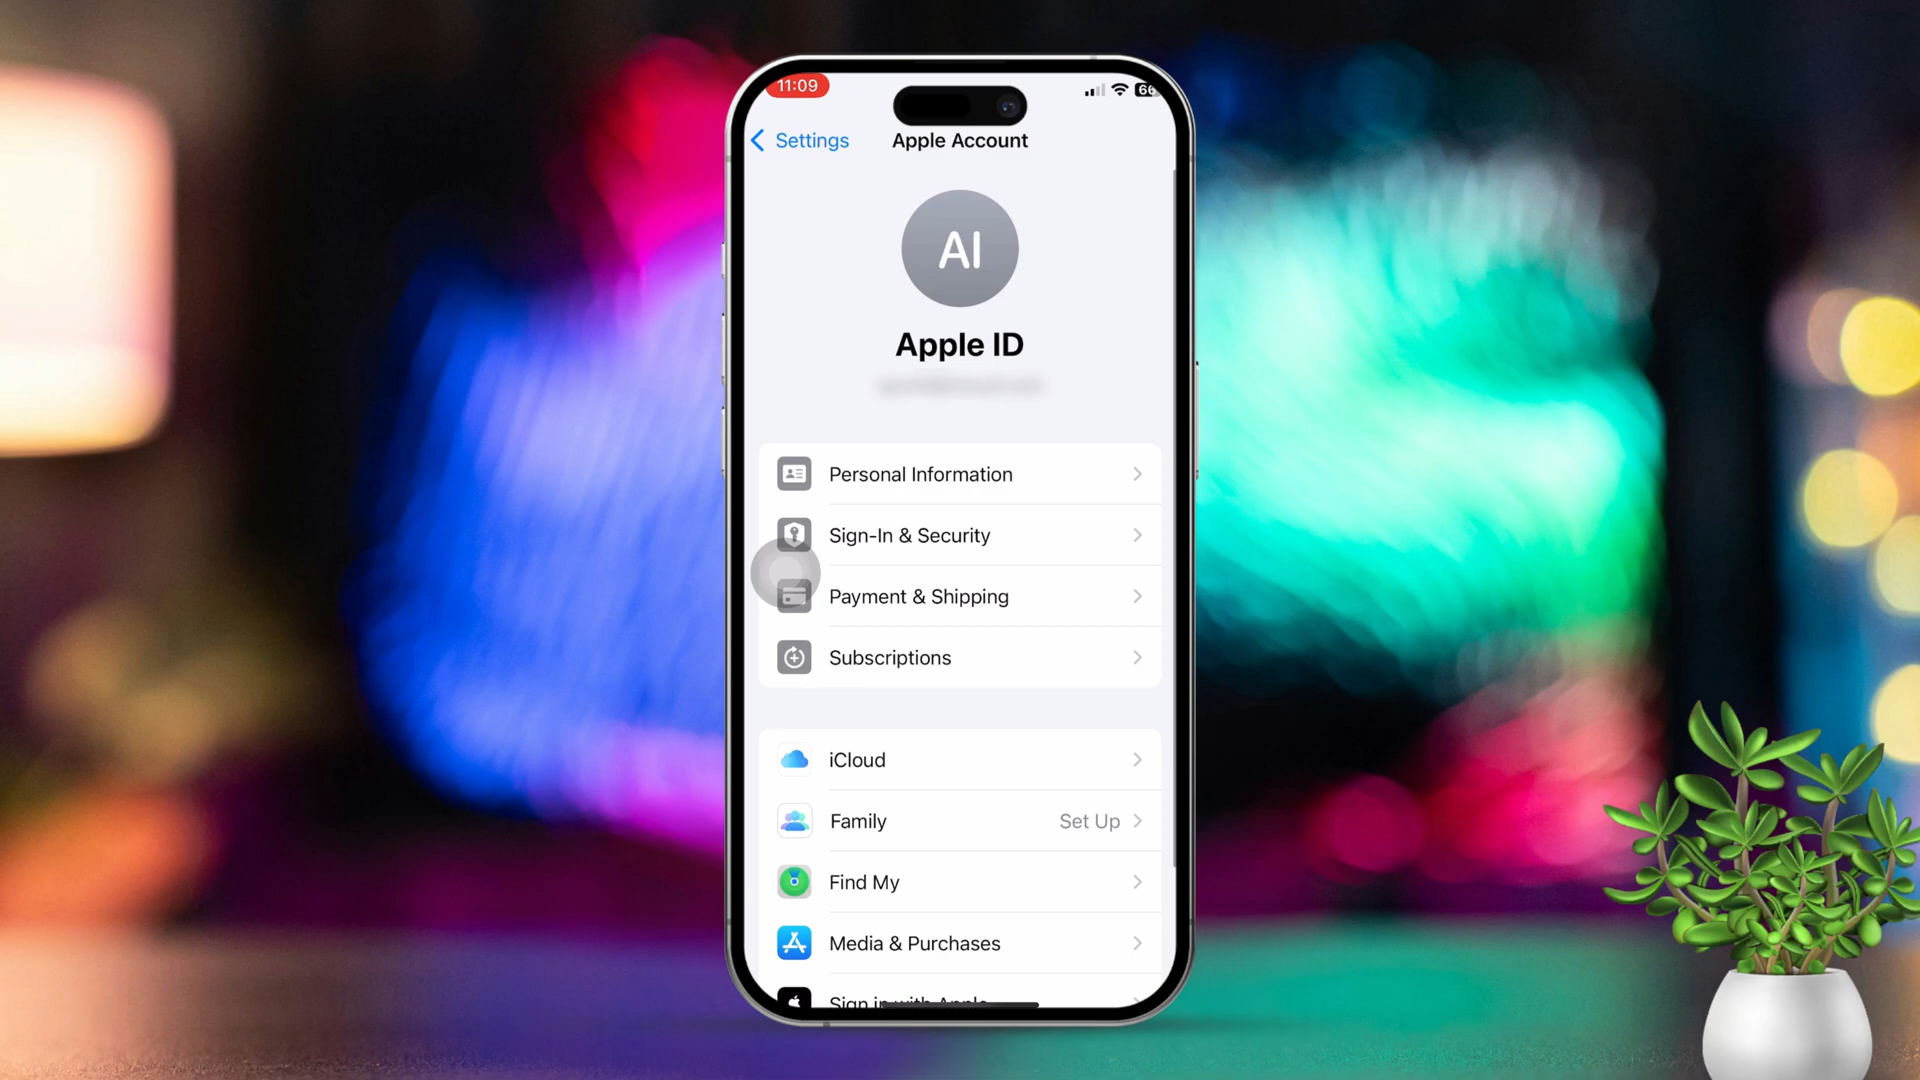 11:09
Settings
Apple Account
AI
Apple ID
Personal Information
Sign-In & Security
Payment & Shipping
Subscriptions
iCloud
Family
Set Up
Find My
Media & Purchases
Sign in with Apple